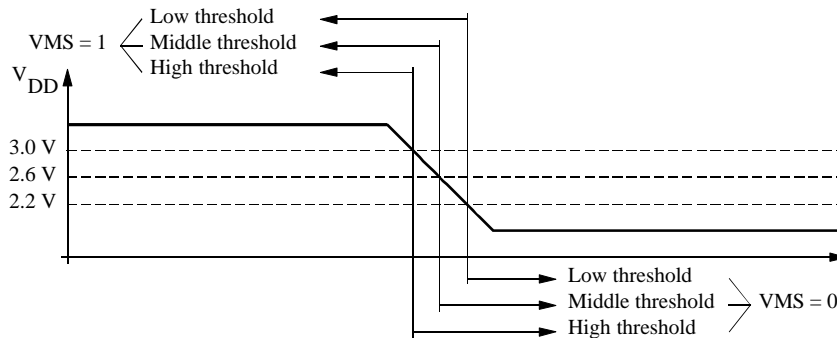 Low threshold
VMS = 1 Middle threshold
High threshold
VDD
3.0 V
2.6 V
2.2 V
Low threshold
Middle threshold VMS = 0
High threshold